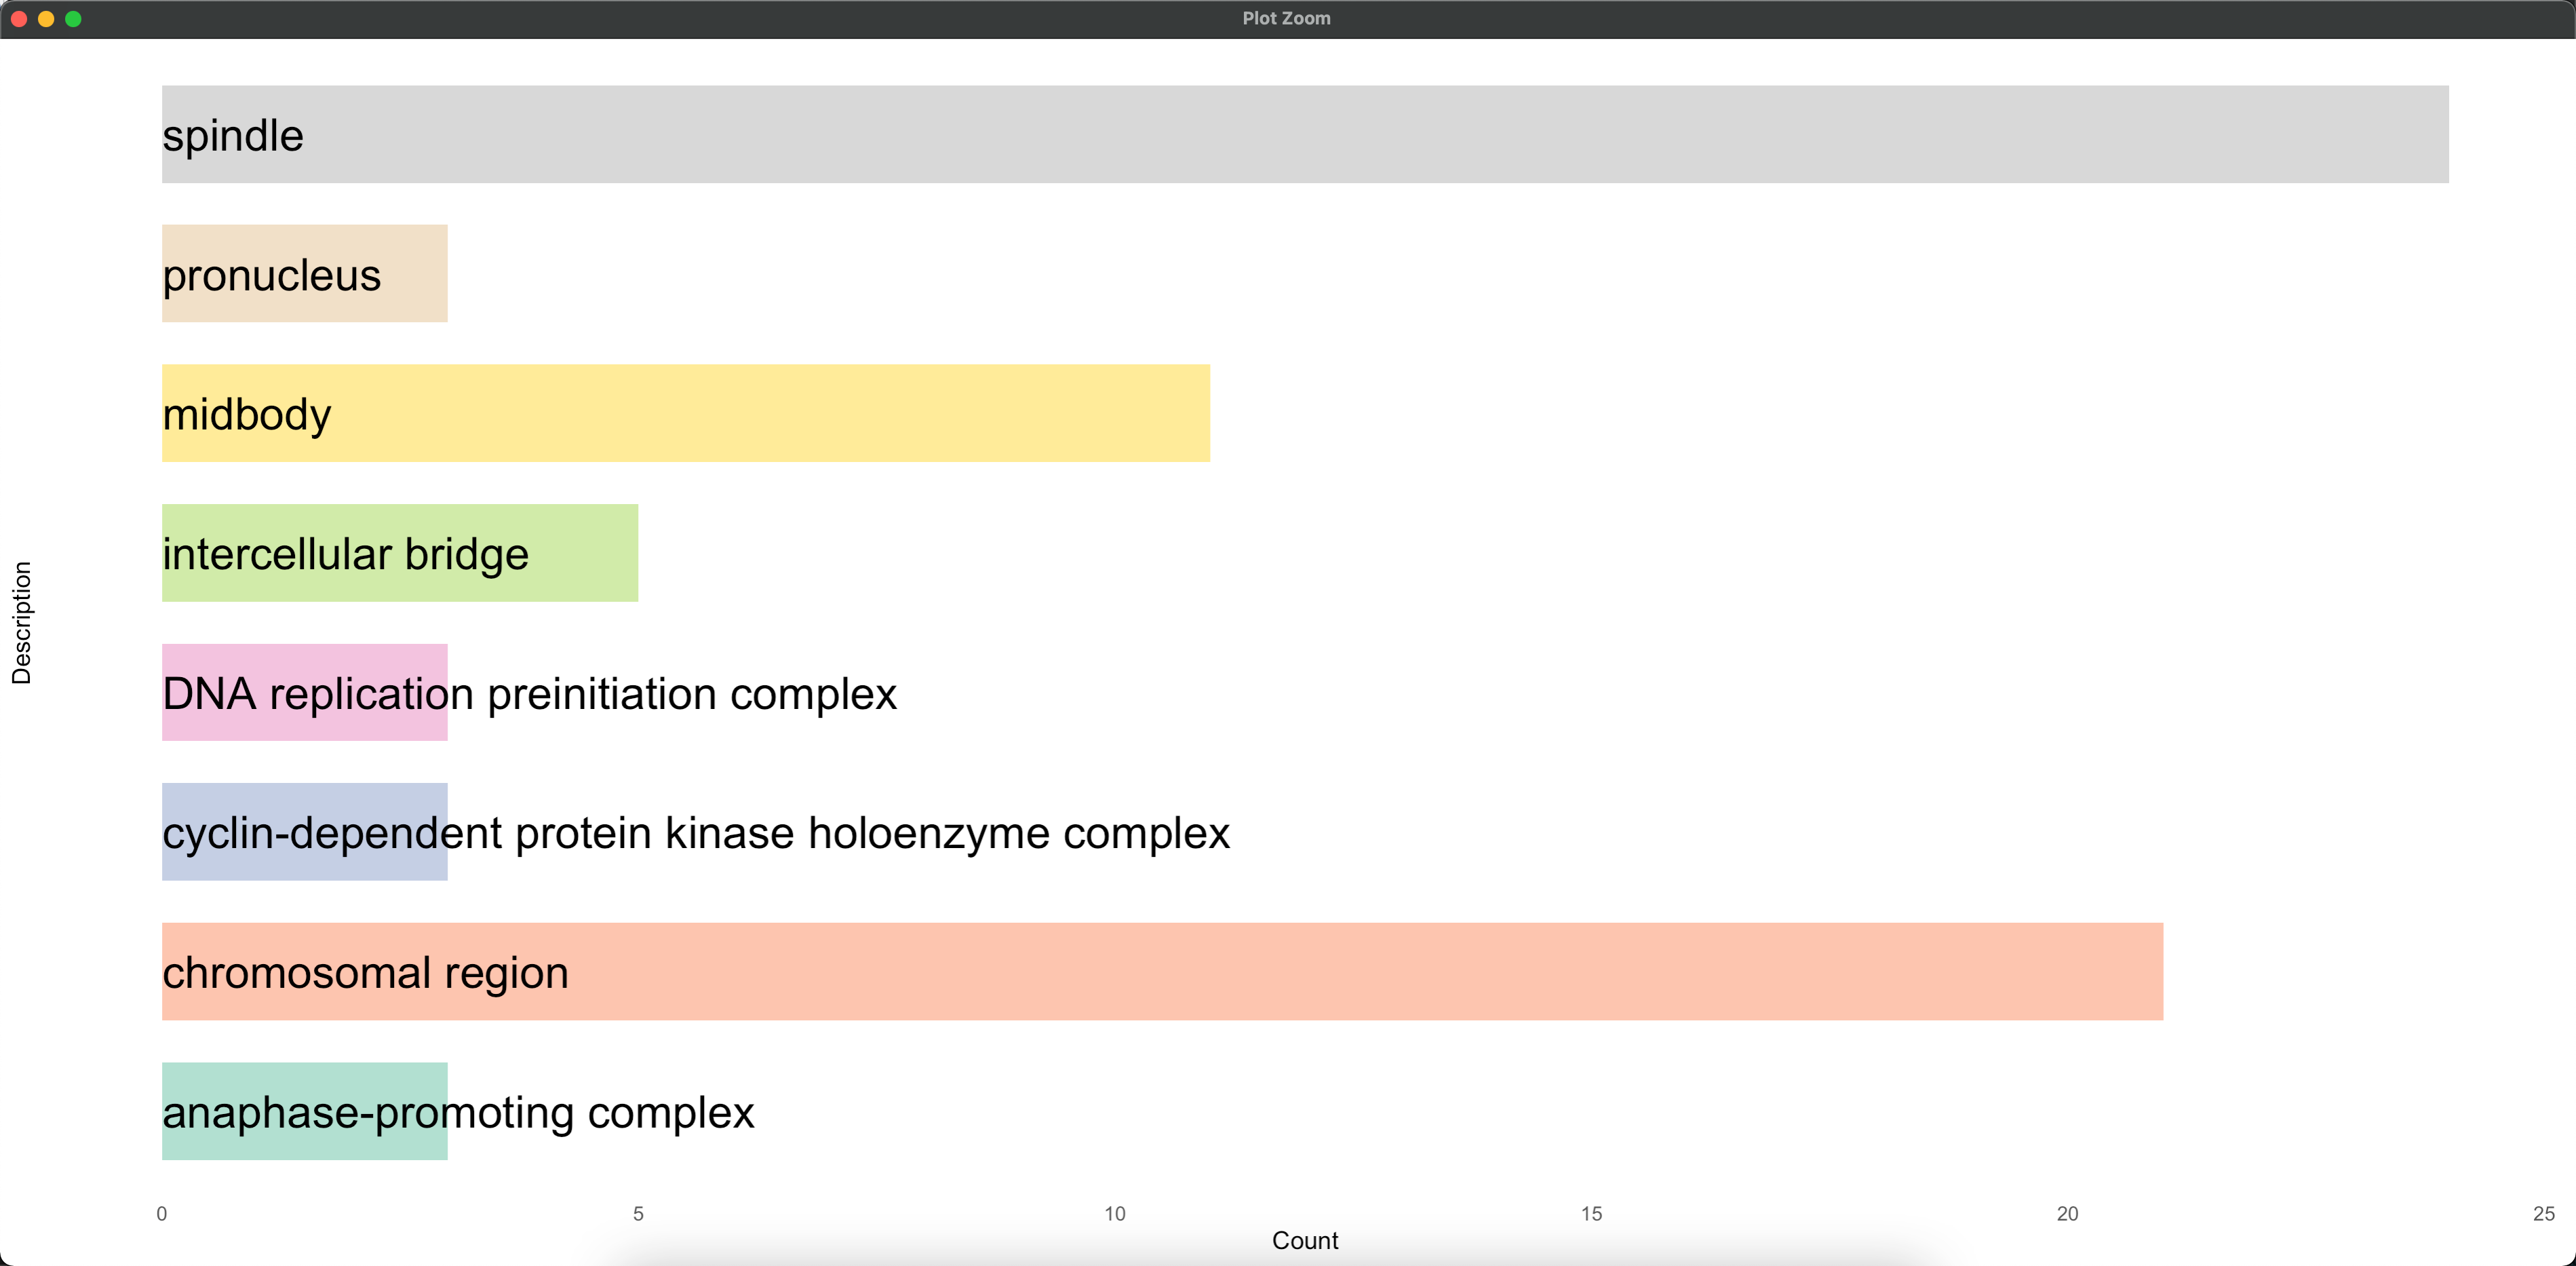 Plot Zoom
spindle
pronucleus
midbody
intercellular bridge
DNA replication preinitiation complex
cyclin-dependent protein kinase holoenzyme complex
chromosomal region
anaphase-promoting complex
Description
0 5 10 15 20 25
Count